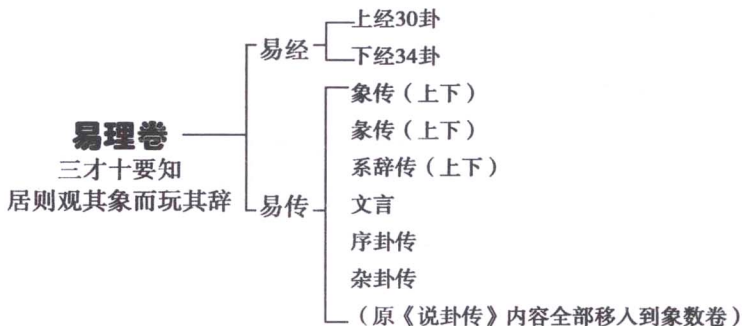 易理卷
三才十要知
居则观其象而玩其辞
易经
上经30卦
下经34卦
易传
象传（上下）
彖传（上下）
系辞传（上下）
文言
序卦传
杂卦传
（原《说卦传》内容全部移入到象数卷）